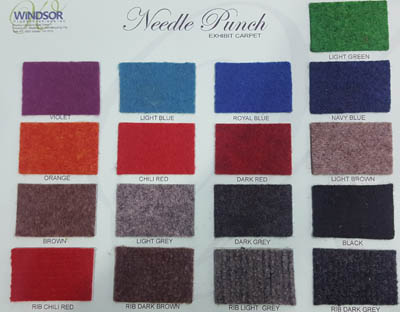 WINDSOR
Needle Punch
EXHIBIT CARPET
LIGHT GREEN
VIOLET
LIGHT BLUE
ROYAL BLUE
NAVY BLUE
ORANGE
CHILI RED
DARK RED
LIGHT BROWN
BROWN
LIGHT GREY
DARK GREY
BLACK
RIB CHILI RED
RIB DARK BROWN
RIB LIGHT GREY
RIB DARK GREY